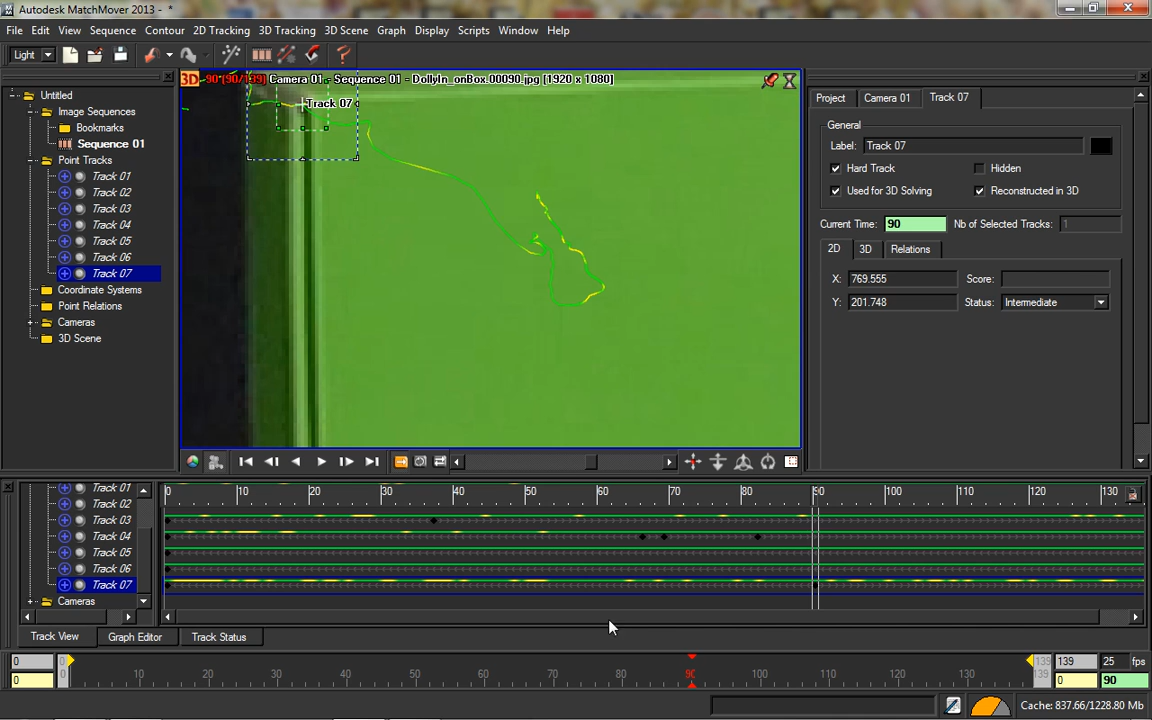 Autodesk MatchMover 2013 - *
File Edit View Sequence Contour 2D Tracking 3D Tracking 3D Scene Graph Display Scripts Window Help
Light
Untitled
Image Sequences
Bookmarks
Sequence 01
Point Tracks
Track 01
Track 02
Track 03
Track 04
Track 05
Track 06
Track 07
Coordinate Systems
Point Relations
Cameras
3D Scene
3D 90 (90/139) Camera 01 - Sequence 01 - DollyIn_onBox.00090.jpg [1920 x 1080]
Track 07
Project Camera 01 Track 07
General
Label: Track 07
Hard Track Hidden
Used for 3D Solving Reconstructed in 3D
Current Time: 90 Nb of Selected Tracks: 1
2D 3D Relations
X: 769.555 Score:
Y: 201.748 Status: Intermediate
Track 01
Track 02
Track 03
Track 04
Track 05
Track 06
Track 07
Cameras
0 10 20 30 40 50 60 70 80 90 100 110 120 130
Track View Graph Editor Track Status
0 0 139 139 25 fps
0 0 10 20 30 40 50 60 70 80 90 100 110 120 130 139 0 90
Cache: 837.66/1228.80 Mb